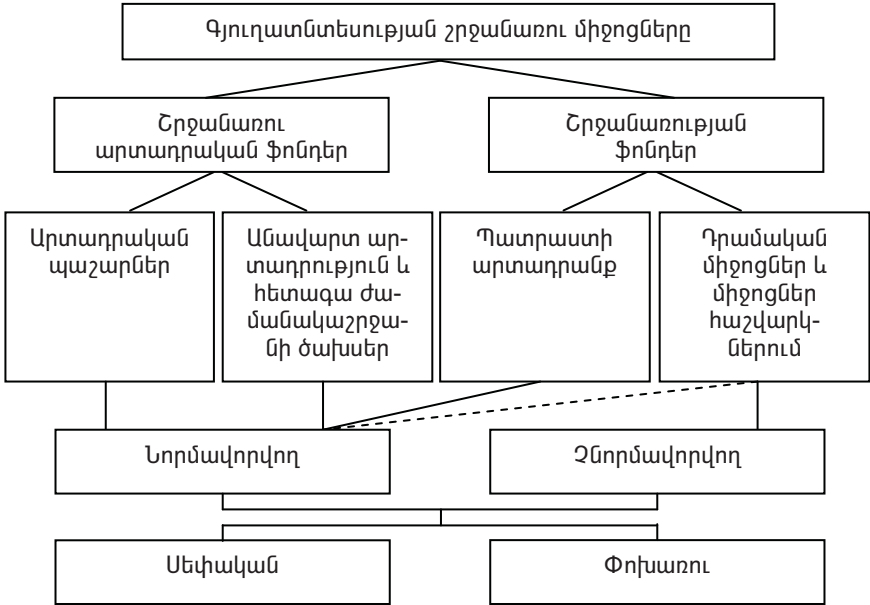 Գյուղատնտեսության շրջանառու միջոցները
Շրջանառու
արտադրական ֆոնդեր
Շրջանառության
ֆոնդեր
Արտադրական
պաշարներ
Անավարտ ար-
տադրություն և
հետագա ժա-
մանակաշրջա-
նի ծախսեր
Պատրաստի
արտադրանք
Դրամական
միջոցներ և
միջոցներ
հաշվարկ-
ներում
Նորմավորվող
Չնորմավորվող
Սեփական
Փոխառու